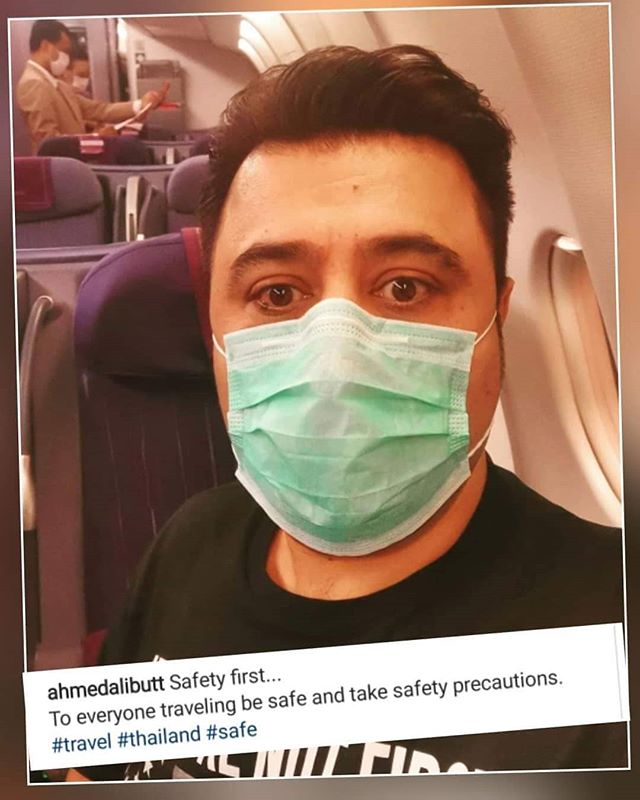 ahmedalibutt Safety first...
To everyone traveling be safe and take safety precautions.
#travel #thailand #safe